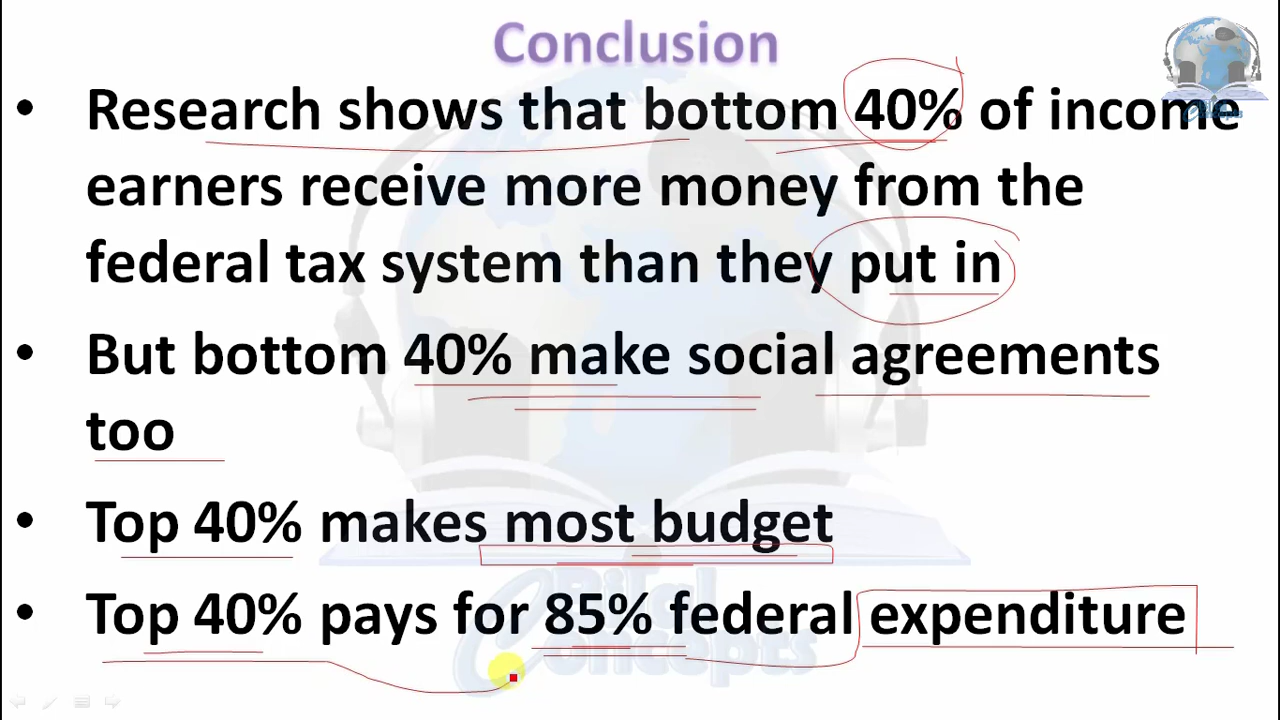 Conclusion
• Research shows that bottom 40% of income
earners receive more money from the
federal tax system than they put in
• But bottom 40% make social agreements
too
• Top 40% makes most budget
• Top 40% pays for 85% federal expenditure
Concepts